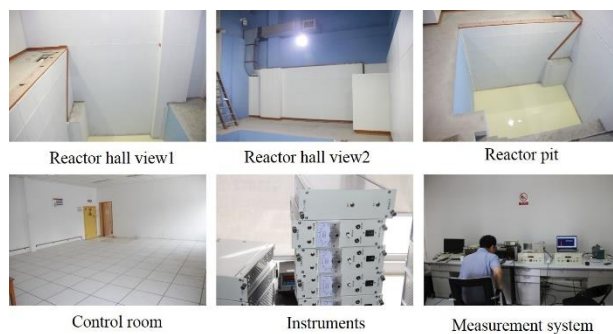 Reactor hall view1
Reactor hall view2
Reactor pit
Control room
Instruments
Measurement system